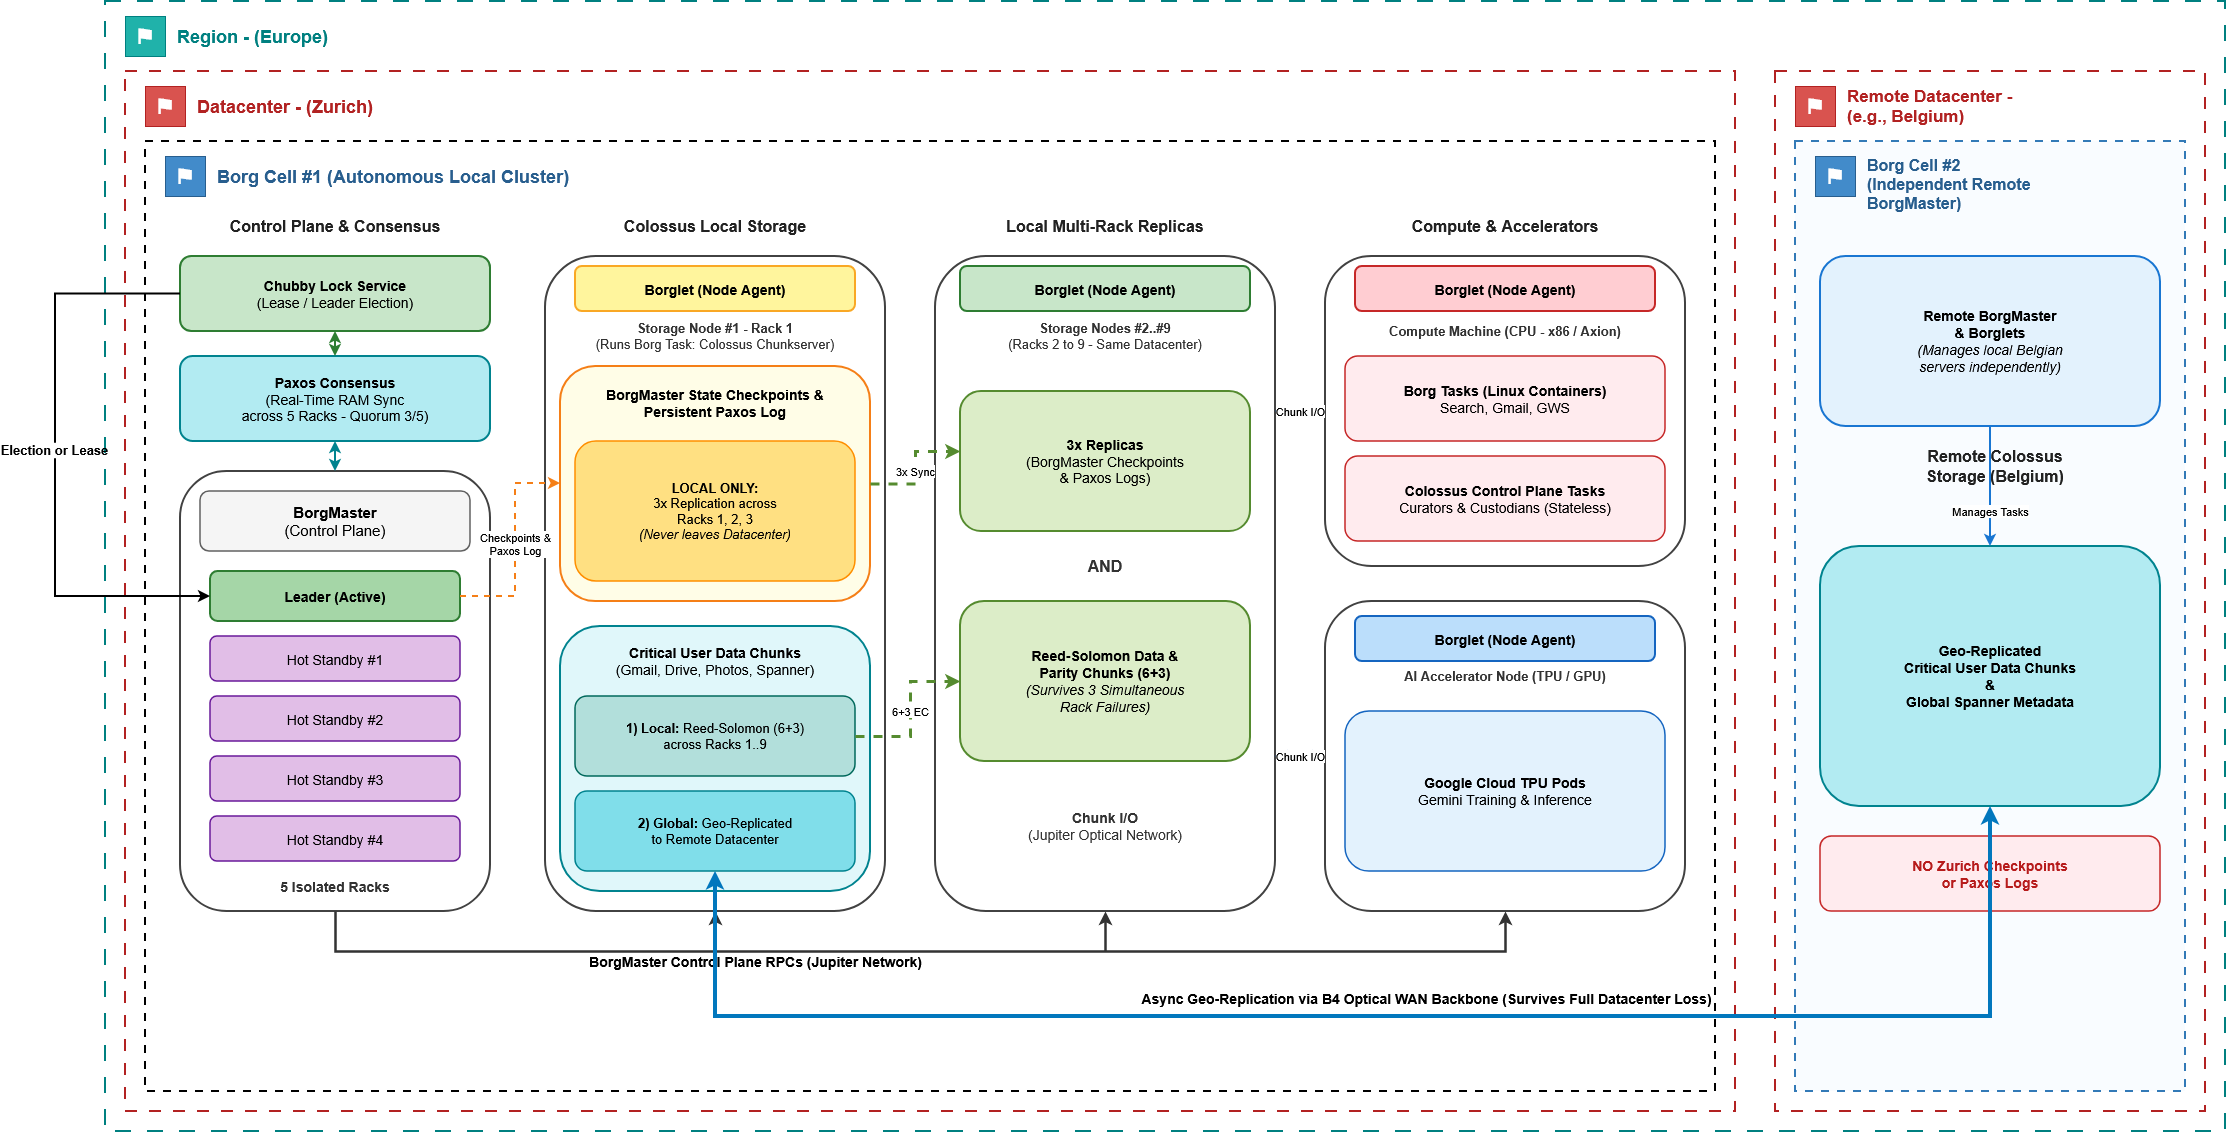 Region - (Europe)
Datacenter - (Zurich)
Remote Datacenter -
(e.g., Belgium)
Borg Cell #1 (Autonomous Local Cluster)
Borg Cell #2
(Independent Remote
BorgMaster)
Control Plane & Consensus
Chubby Lock Service
(Lease / Leader Election)
Paxos Consensus
(Real-Time RAM Sync
across 5 Racks - Quorum 3/5)
Election or Lease
BorgMaster
(Control Plane)
Leader (Active)
Hot Standby #1
Hot Standby #2
Hot Standby #3
Hot Standby #4
5 Isolated Racks
Checkpoints &
Paxos Log
Colossus Local Storage
Borglet (Node Agent)
Storage Node #1 - Rack 1
(Runs Borg Task: Colossus Chunkserver)
BorgMaster State Checkpoints &
Persistent Paxos Log
LOCAL ONLY:
3x Replication across
Racks 1, 2, 3
(Never leaves Datacenter)
Critical User Data Chunks
(Gmail, Drive, Photos, Spanner)
1) Local: Reed-Solomon (6+3)
across Racks 1..9
2) Global: Geo-Replicated
to Remote Datacenter
3x Sync
6+3 EC
Local Multi-Rack Replicas
Borglet (Node Agent)
Storage Nodes #2..#9
(Racks 2 to 9 - Same Datacenter)
3x Replicas
(BorgMaster Checkpoints
& Paxos Logs)
AND
Reed-Solomon Data &
Parity Chunks (6+3)
(Survives 3 Simultaneous
Rack Failures)
Chunk I/O
(Jupiter Optical Network)
Chunk I/O
Chunk I/O
Compute & Accelerators
Borglet (Node Agent)
Compute Machine (CPU - x86 / Axion)
Borg Tasks (Linux Containers)
Search, Gmail, GWS
Colossus Control Plane Tasks
Curators & Custodians (Stateless)
Borglet (Node Agent)
AI Accelerator Node (TPU / GPU)
Google Cloud TPU Pods
Gemini Training & Inference
BorgMaster Control Plane RPCs (Jupiter Network)
Async Geo-Replication via B4 Optical WAN Backbone (Survives Full Datacenter Loss)
Remote BorgMaster
& Borglets
(Manages local Belgian
servers independently)
Remote Colossus
Storage (Belgium)
Manages Tasks
Geo-Replicated
Critical User Data Chunks
&
Global Spanner Metadata
NO Zurich Checkpoints
or Paxos Logs